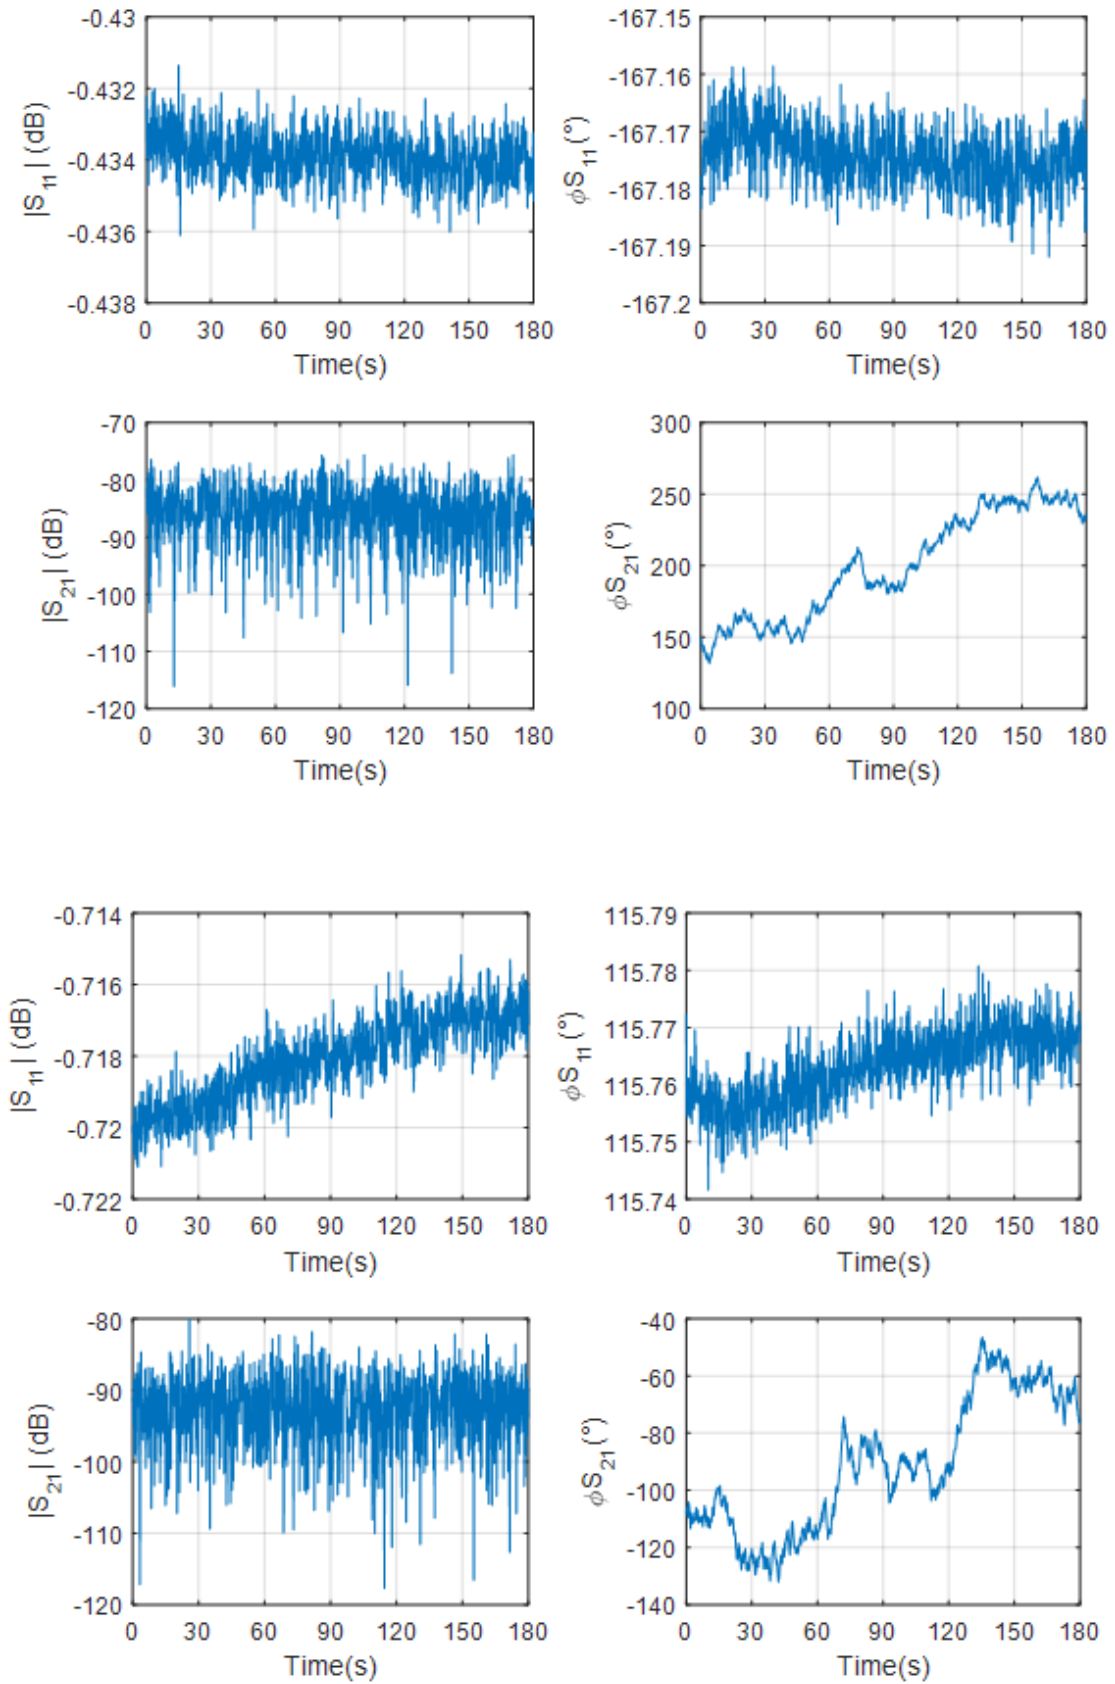 -0.43
-0.432
-0.434
-0.436
-0.438
|S11| (dB)
0 30 60 90 120 150 180
Time(s)
-167.15
-167.16
-167.17
-167.18
-167.19
-167.2
ϕS11(°)
0 30 60 90 120 150 180
Time(s)
-70
-80
-90
-100
-110
-120
|S21| (dB)
0 30 60 90 120 150 180
Time(s)
300
250
200
150
100
ϕS21(°)
0 30 60 90 120 150 180
Time(s)
-0.714
-0.716
-0.718
-0.72
-0.722
|S11| (dB)
0 30 60 90 120 150 180
Time(s)
115.79
115.78
115.77
115.76
115.75
115.74
ϕS11(°)
0 30 60 90 120 150 180
Time(s)
-80
-90
-100
-110
-120
|S21| (dB)
0 30 60 90 120 150 180
Time(s)
-40
-60
-80
-100
-120
-140
ϕS21(°)
0 30 60 90 120 150 180
Time(s)